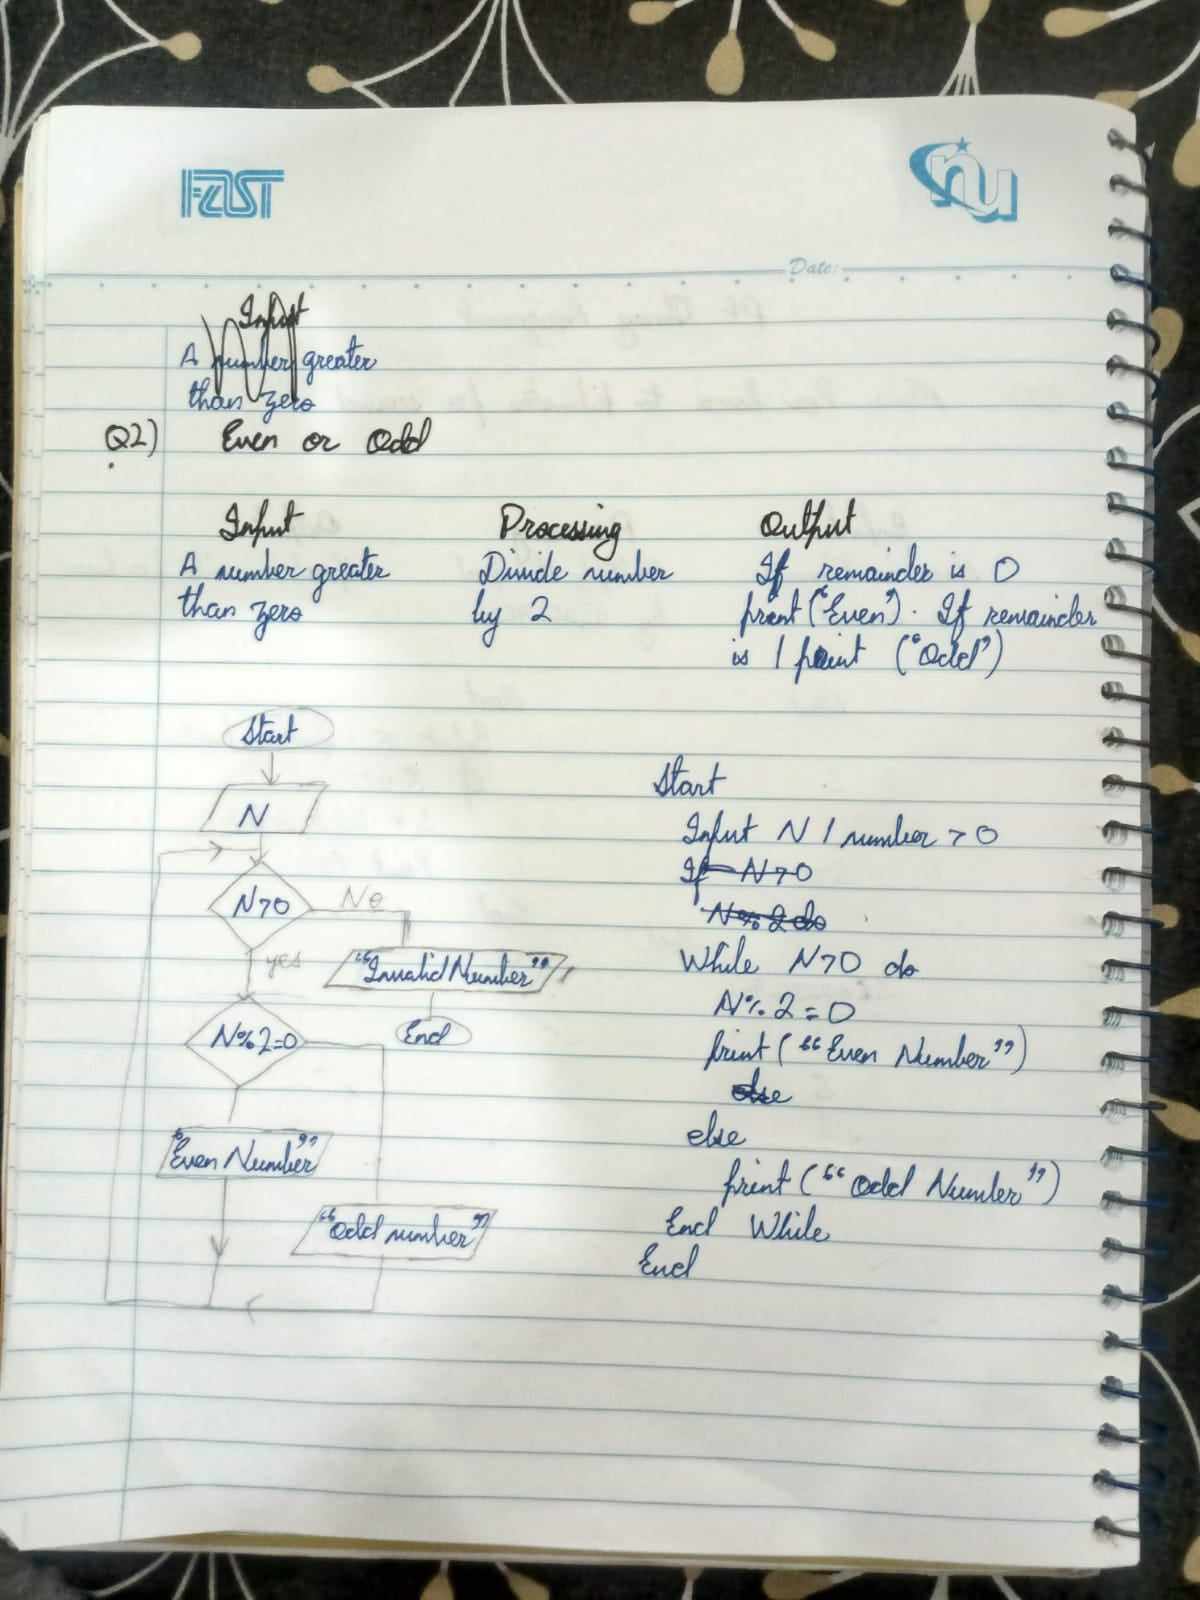 FAST
nu
Date:
Input
A number greater
than zero
Q2) Even or Odd
Input Processing Output
A number greater Divide number If remainder is 0
than zero by 2 print ("Even"). If remainder
is 1 print ("Odd")
Start
N
N>0 No
yes "Invalid Number"
N%2=0 End
"Even Number"
"Odd number"
Start
Input N / number > 0
If N>0
N%2 do
While N>0 do
N%2=0
print ("Even Number")
else
else
print ("Odd Number")
End While
End